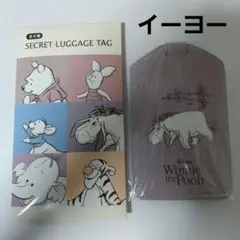 イーヨー
SECRET LUGGAGE TAG
Winnie
the Pooh